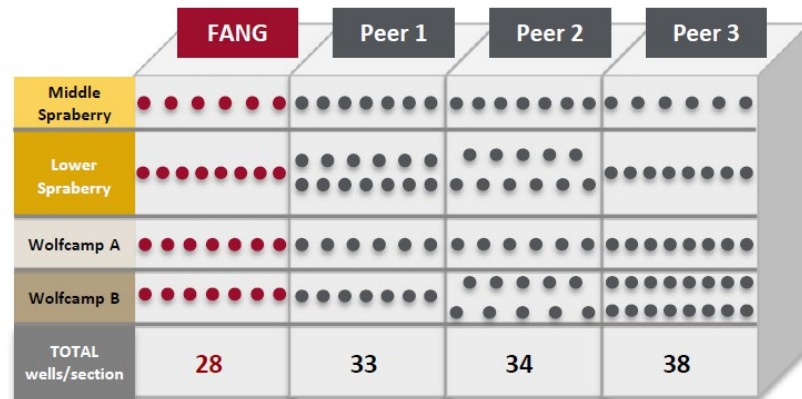 FANG Peer 1 Peer 2 Peer 3
Middle
Spraberry
Lower
Spraberry
Wolfcamp A
Wolfcamp B
TOTAL
wells/section
28 33 34 38